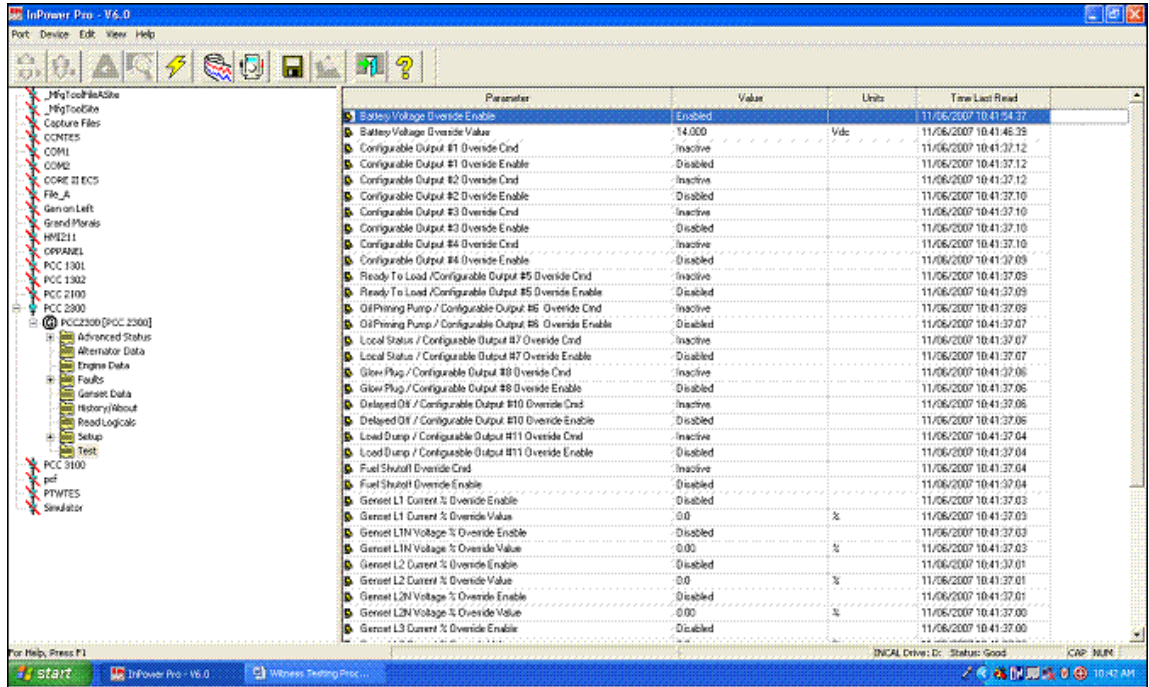 InPower Pro - V6.0
Port Device Edit View Help
_MfgToolFileASite
_MfgToolSite
Capture Files
CCMTES
COM1
COM2
CORE II ECS
File_A
Gen on Left
Grand Marais
HMI211
OPPANEL
PCC 1301
PCC 1302
PCC 2100
PCC 2300
PCC2300 [PCC 2300]
Advanced Status
Alternator Data
Engine Data
Faults
Genset Data
History/About
Read Logicals
Setup
Test
PCC 3100
pcf
PTWTES
Simulator
Parameter Value Units Time Last Read
Battery Voltage Override Enable Enabled 11/06/2007 10:41:54.37
Battery Voltage Override Value 14.000 Vdc 11/06/2007 10:41:46.39
Configurable Output #1 Override Cmd Inactive 11/06/2007 10:41:37.12
Configurable Output #1 Override Enable Disabled 11/06/2007 10:41:37.12
Configurable Output #2 Override Cmd Inactive 11/06/2007 10:41:37.12
Configurable Output #2 Override Enable Disabled 11/06/2007 10:41:37.10
Configurable Output #3 Override Cmd Inactive 11/06/2007 10:41:37.10
Configurable Output #3 Override Enable Disabled 11/06/2007 10:41:37.10
Configurable Output #4 Override Cmd Inactive 11/06/2007 10:41:37.10
Configurable Output #4 Override Enable Disabled 11/06/2007 10:41:37.09
Ready To Load /Configurable Output #5 Override Cmd Inactive 11/06/2007 10:41:37.09
Ready To Load /Configurable Output #5 Override Enable Disabled 11/06/2007 10:41:37.09
Oil Priming Pump / Configurable Output #6 Override Cmd Inactive 11/06/2007 10:41:37.09
Oil Priming Pump / Configurable Output #6 Override Enable Disabled 11/06/2007 10:41:37.07
Local Status / Configurable Output #7 Override Cmd Inactive 11/06/2007 10:41:37.07
Local Status / Configurable Output #7 Override Enable Disabled 11/06/2007 10:41:37.07
Glow Plug / Configurable Output #8 Override Cmd Inactive 11/06/2007 10:41:37.06
Glow Plug / Configurable Output #8 Override Enable Disabled 11/06/2007 10:41:37.06
Delayed Off / Configurable Output #10 Override Cmd Inactive 11/06/2007 10:41:37.06
Delayed Off / Configurable Output #10 Override Enable Disabled 11/06/2007 10:41:37.06
Load Dump / Configurable Output #11 Override Cmd Inactive 11/06/2007 10:41:37.04
Load Dump / Configurable Output #11 Override Enable Disabled 11/06/2007 10:41:37.04
Fuel Shutoff Override Cmd Inactive 11/06/2007 10:41:37.04
Fuel Shutoff Override Enable Disabled 11/06/2007 10:41:37.04
Genset L1 Current % Override Enable Disabled 11/06/2007 10:41:37.03
Genset L1 Current % Override Value 0.0 % 11/06/2007 10:41:37.03
Genset L1N Voltage % Override Enable Disabled 11/06/2007 10:41:37.03
Genset L1N Voltage % Override Value 0.00 % 11/06/2007 10:41:37.03
Genset L2 Current % Override Enable Disabled 11/06/2007 10:41:37.01
Genset L2 Current % Override Value 0.0 % 11/06/2007 10:41:37.01
Genset L2N Voltage % Override Enable Disabled 11/06/2007 10:41:37.01
Genset L2N Voltage % Override Value 0.00 % 11/06/2007 10:41:37.00
Genset L3 Current % Override Enable Disabled 11/06/2007 10:41:37.00
For Help, Press F1 INCAL Drive: D: Status: Good CAP NUM
start InPower Pro - V6.0 Witness Testing Proc... 10:42 AM